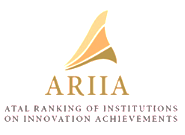 ARIIA
ATAL RANKING OF INSTITUTIONS
ON INNOVATION ACHIEVEMENTS